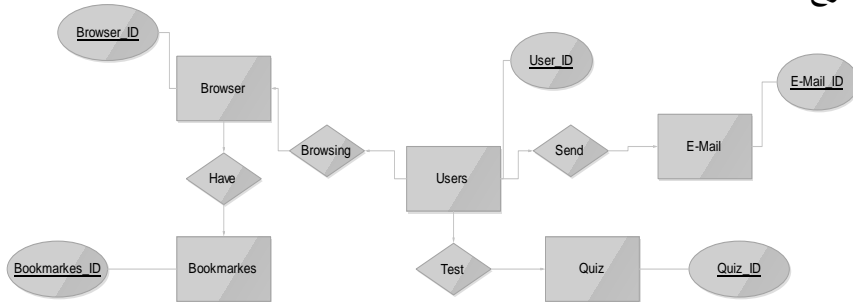 Browser_ID
User_ID
Browser
E-Mail_ID
Browsing
Send
E-Mail
Have
Users
Bookmarkes_ID
Bookmarkes
Test
Quiz
Quiz_ID